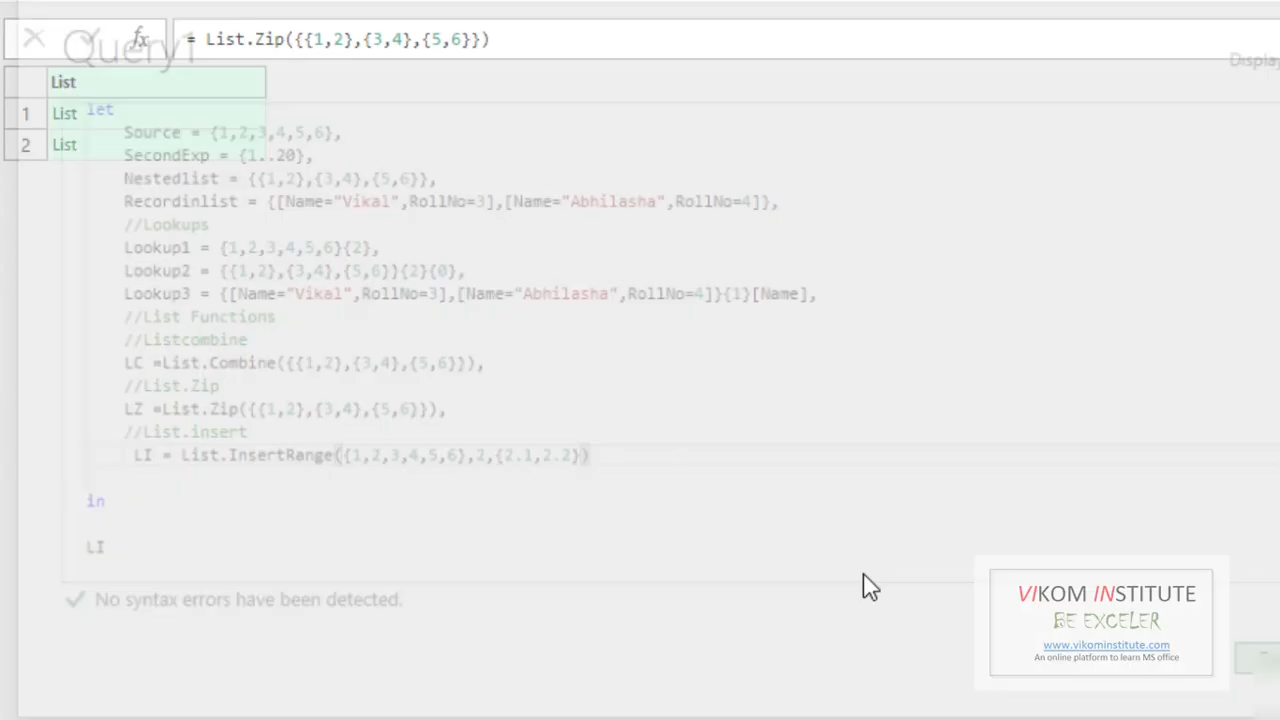 = List.Zip({{1,2},{3,4},{5,6}})
Query1
Display
List
1 List
2 List
let
Source = {1,2,3,4,5,6},
SecondExp = {1..20},
Nestedlist = {{1,2},{3,4},{5,6}},
Recordinlist = {[Name="Vikal",RollNo=3],[Name="Abhilasha",RollNo=4]},
//Lookups
Lookup1 = {1,2,3,4,5,6}{2},
Lookup2 = {{1,2},{3,4},{5,6}}{2}{0},
Lookup3 = {[Name="Vikal",RollNo=3],[Name="Abhilasha",RollNo=4]}{1}[Name],
//List Functions
//Listcombine
LC =List.Combine({{1,2},{3,4},{5,6}}),
//List.Zip
LZ =List.Zip({{1,2},{3,4},{5,6}}),
//List.insert
LI = List.InsertRange({1,2,3,4,5,6},2,{2.1,2.2})
in
LI
No syntax errors have been detected.
VIKOM INSTITUTE
BE EXCELER
www.vikominstitute.com
An online platform to learn MS office